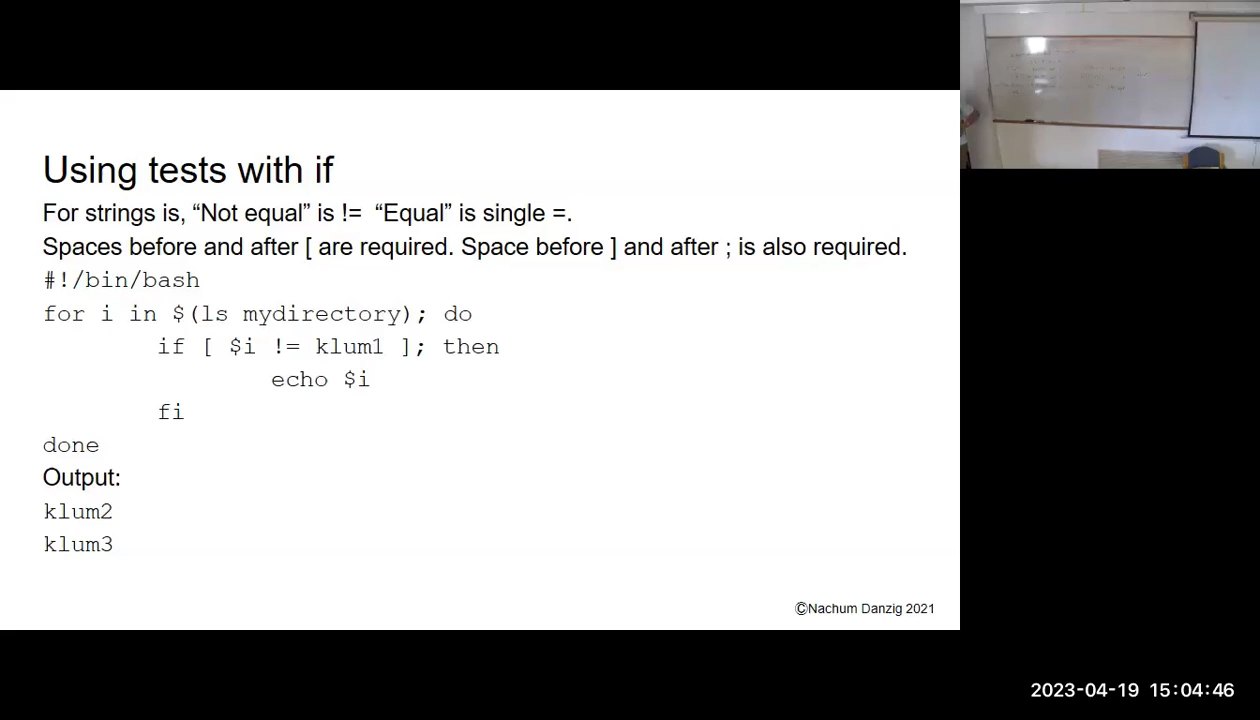 Using tests with if
For strings is, “Not equal” is !=  “Equal” is single =.
Spaces before and after [ are required. Space before ] and after ; is also required.
#!/bin/bash
for i in $(ls mydirectory); do
        if [ $i != klum1 ]; then
                echo $i
        fi
done
Output:
klum2
klum3
©Nachum Danzig 2021
2023-04-19 15:04:46